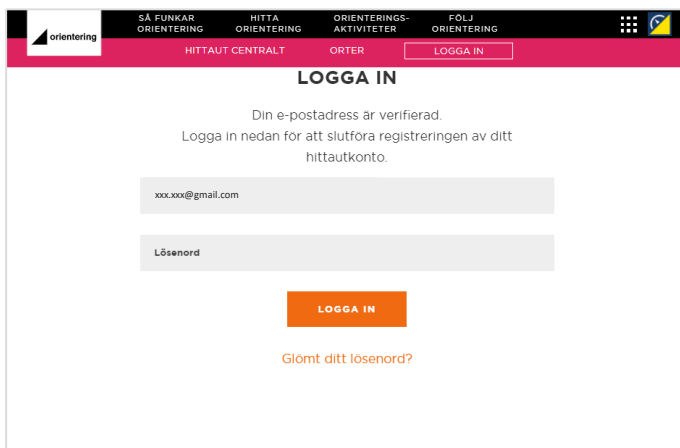 orientering
SÅ FUNKAR
ORIENTERING
HITTA
ORIENTERING
ORIENTERINGS-
AKTIVITETER
FÖLJ
ORIENTERING
HITTAUT CENTRALT
ORTER
LOGGA IN
LOGGA IN
Din e-postadress är verifierad.
Logga in nedan för att slutföra registreringen av ditt
hittautkonto.
xxx.xxx@gmail.com
Lösenord
LOGGA IN
Glömt ditt lösenord?